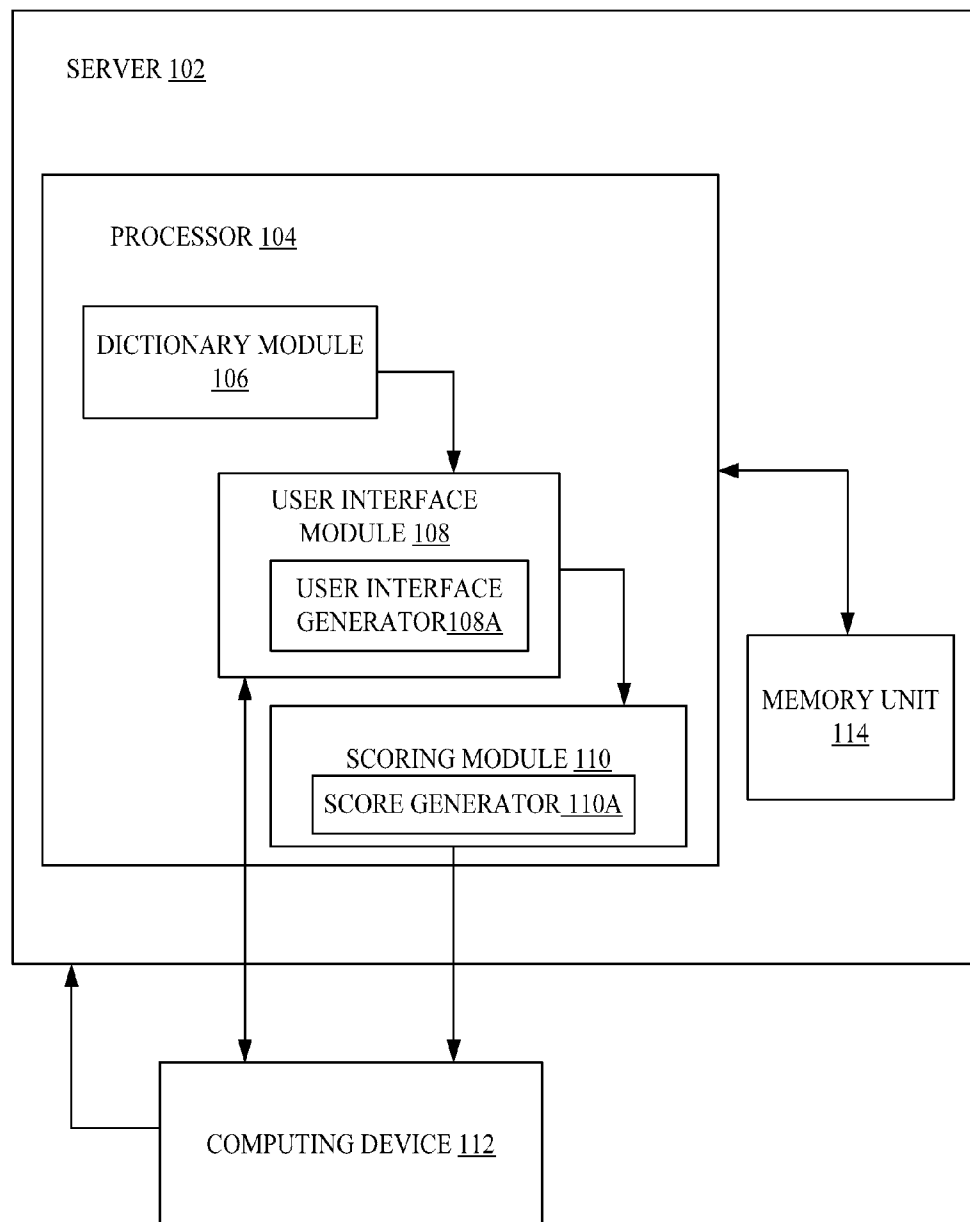 SERVER 102
PROCESSOR 104
DICTIONARY MODULE
106
USER INTERFACE
MODULE 108
USER INTERFACE
GENERATOR108A
SCORING MODULE 110
SCORE GENERATOR 110A
MEMORY UNIT
114
COMPUTING DEVICE 112